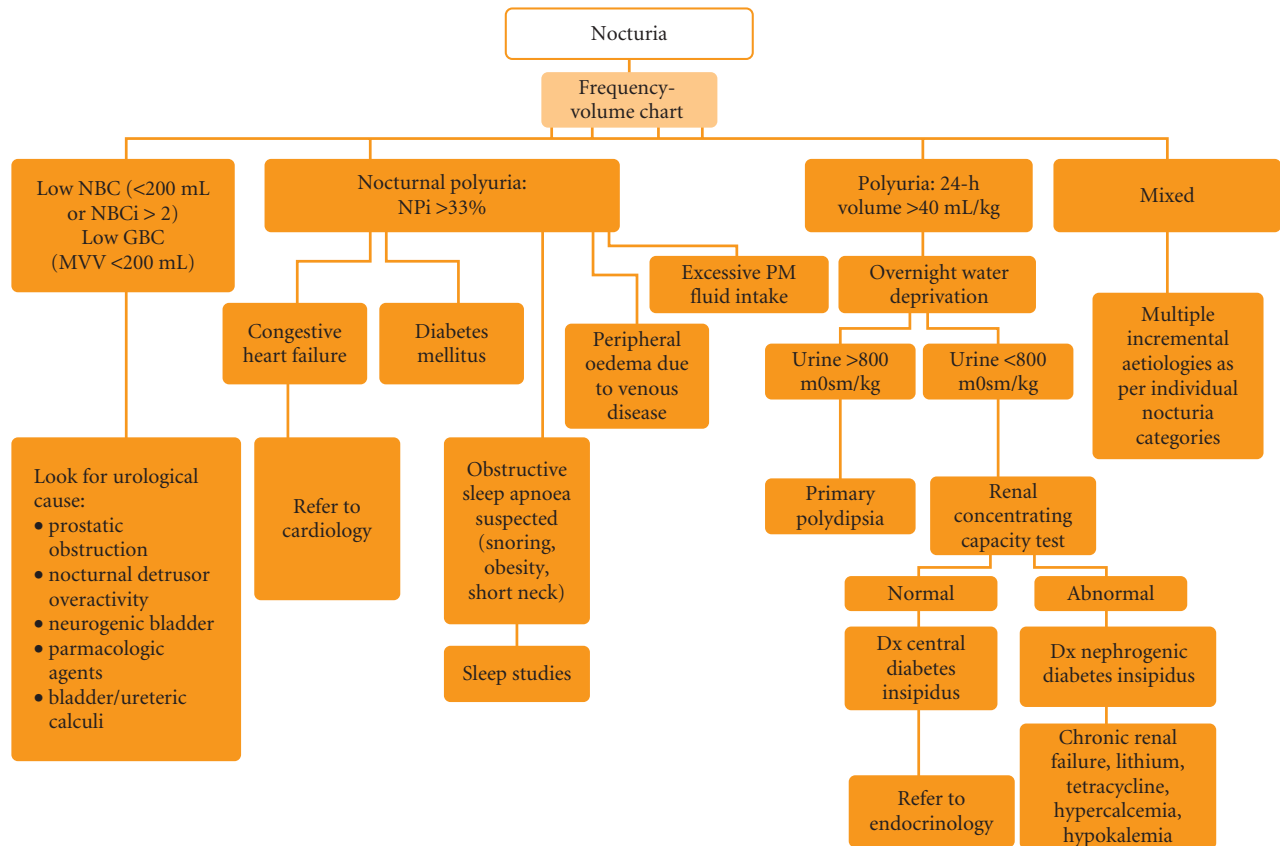 Nocturia
Frequency-
volume chart
Low NBC (<200 mL
or NBCi > 2)
Low GBC
(MVV <200 mL)
Nocturnal polyuria:
NPi >33%
Polyuria: 24-h
volume >40 mL/kg
Mixed
Congestive
heart failure
Diabetes
mellitus
Peripheral
oedema due to
venous
disease
Excessive PM
fluid intake
Overnight water
deprivation
Multiple
incremental
aetiologies as
per individual
nocturia
categories
Urine >800
m0sm/kg
Urine <800
m0sm/kg
Look for urological
cause:
• prostatic
obstruction
• nocturnal detrusor
overactivity
• neurogenic bladder
• parmacologic
agents
• bladder/ureteric
calculi
Refer to
cardiology
Obstructive
sleep apnoea
suspected
(snoring,
obesity,
short neck)
Sleep studies
Primary
polydipsia
Renal
concentrating
capacity test
Normal
Abnormal
Dx central
diabetes
insipidus
Dx nephrogenic
diabetes insipidus
Refer to
endocrinology
Chronic renal
failure, lithium,
tetracycline,
hypercalcemia,
hypokalemia